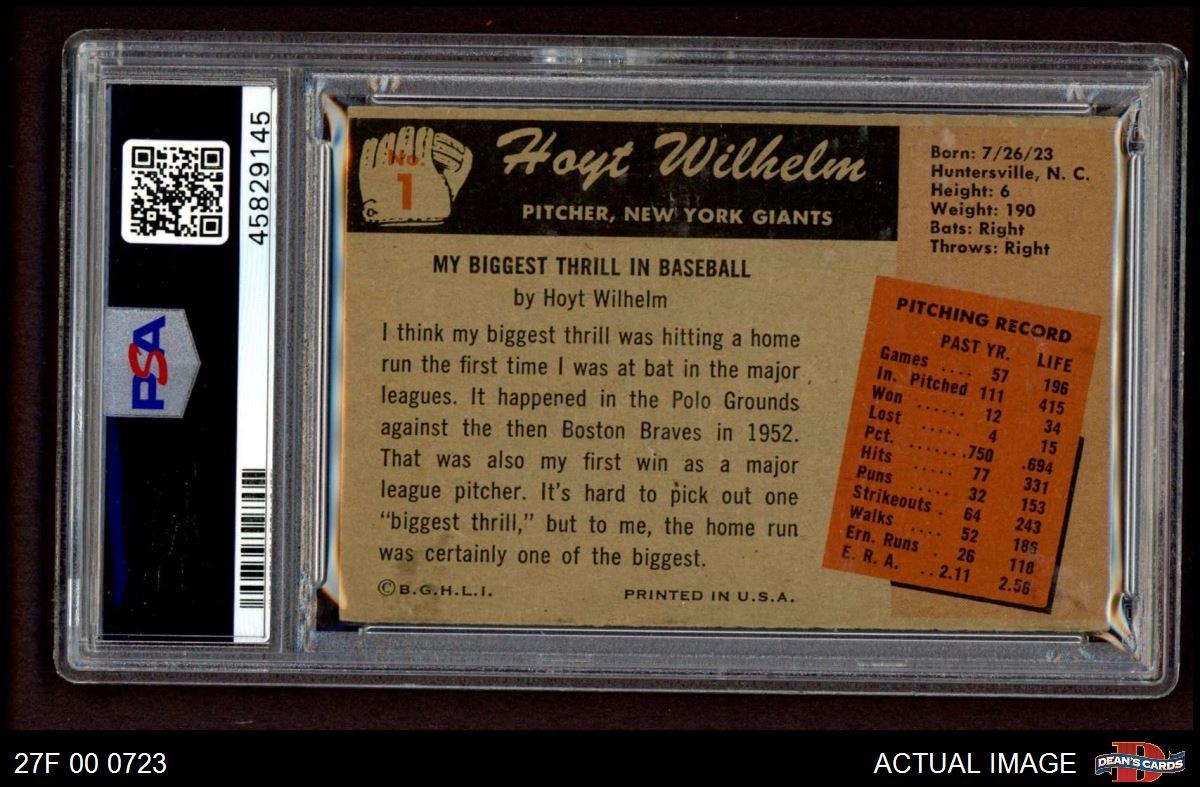 PSA
45829145
No.
1
Hoyt Wilhelm
PITCHER, NEW YORK GIANTS
Born: 7/26/23
Huntersville, N. C.
Height: 6
Weight: 190
Bats: Right
Throws: Right
MY BIGGEST THRILL IN BASEBALL
by Hoyt Wilhelm
I think my biggest thrill was hitting a home
run the first time I was at bat in the major
leagues. It happened in the Polo Grounds
against the then Boston Braves in 1952.
That was also my first win as a major
league pitcher. It's hard to pick out one
“biggest thrill,” but to me, the home run
was certainly one of the biggest.
©B.G.H.L.I. PRINTED IN U.S.A.
PITCHING RECORD
PAST YR. LIFE
Games .... 57 196
In. Pitched 111 415
Won ...... 12 34
Lost ..... 4 15
Pct. .......750 .694
Hits ..... 77 331
Runs ..... 32 153
Strikeouts . 64 243
Walks .... 52 186
Ern. Runs . 26 118
E. R. A. ..2.11 2.56
27F 00 0723
ACTUAL IMAGE
D
DEAN'S CARDS